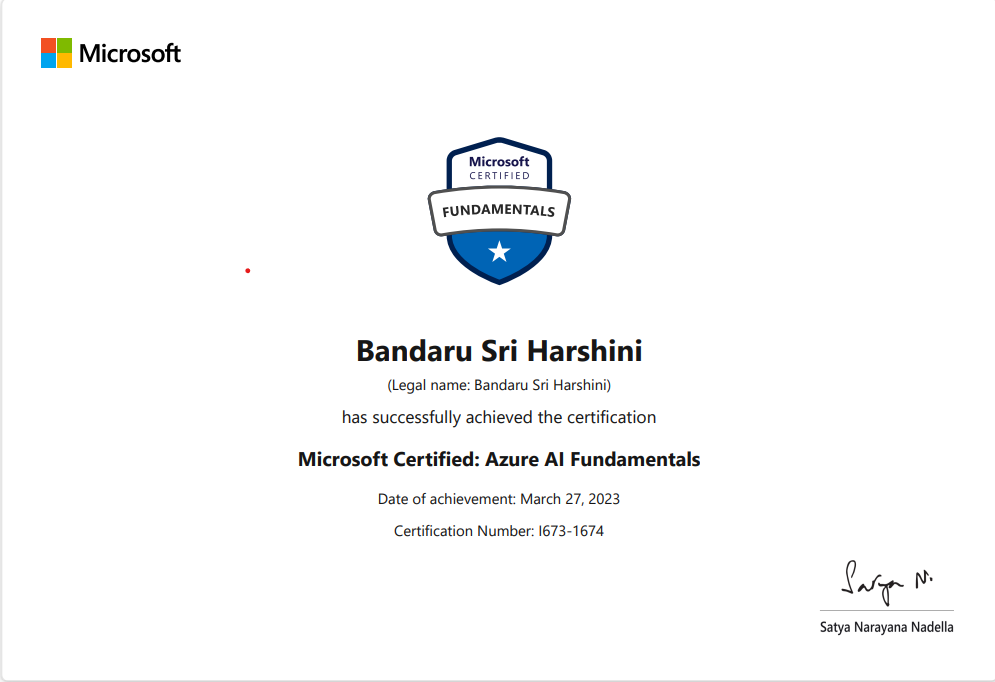 Microsoft
Microsoft
CERTIFIED
FUNDAMENTALS
Bandaru Sri Harshini
(Legal name: Bandaru Sri Harshini)
has successfully achieved the certification
Microsoft Certified: Azure AI Fundamentals
Date of achievement: March 27, 2023
Certification Number: I673-1674
Satya N.
Satya Narayana Nadella